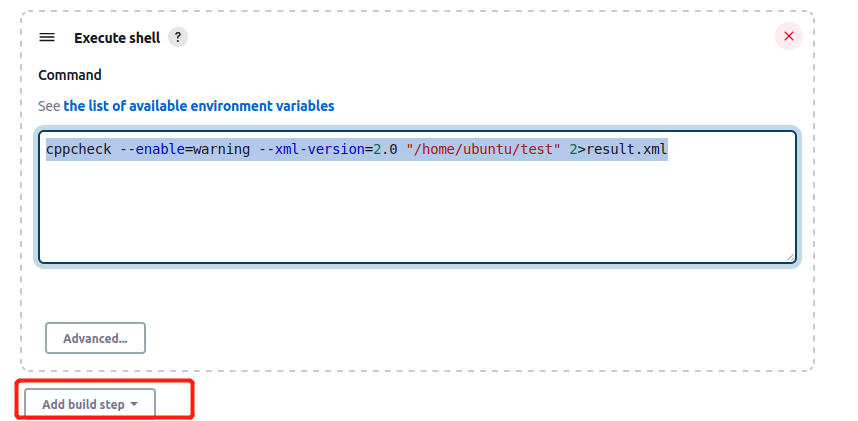 Execute shell ?
Command
See the list of available environment variables
cppcheck --enable=warning --xml-version=2.0 "/home/ubuntu/test" 2>result.xml
Advanced...
Add build step